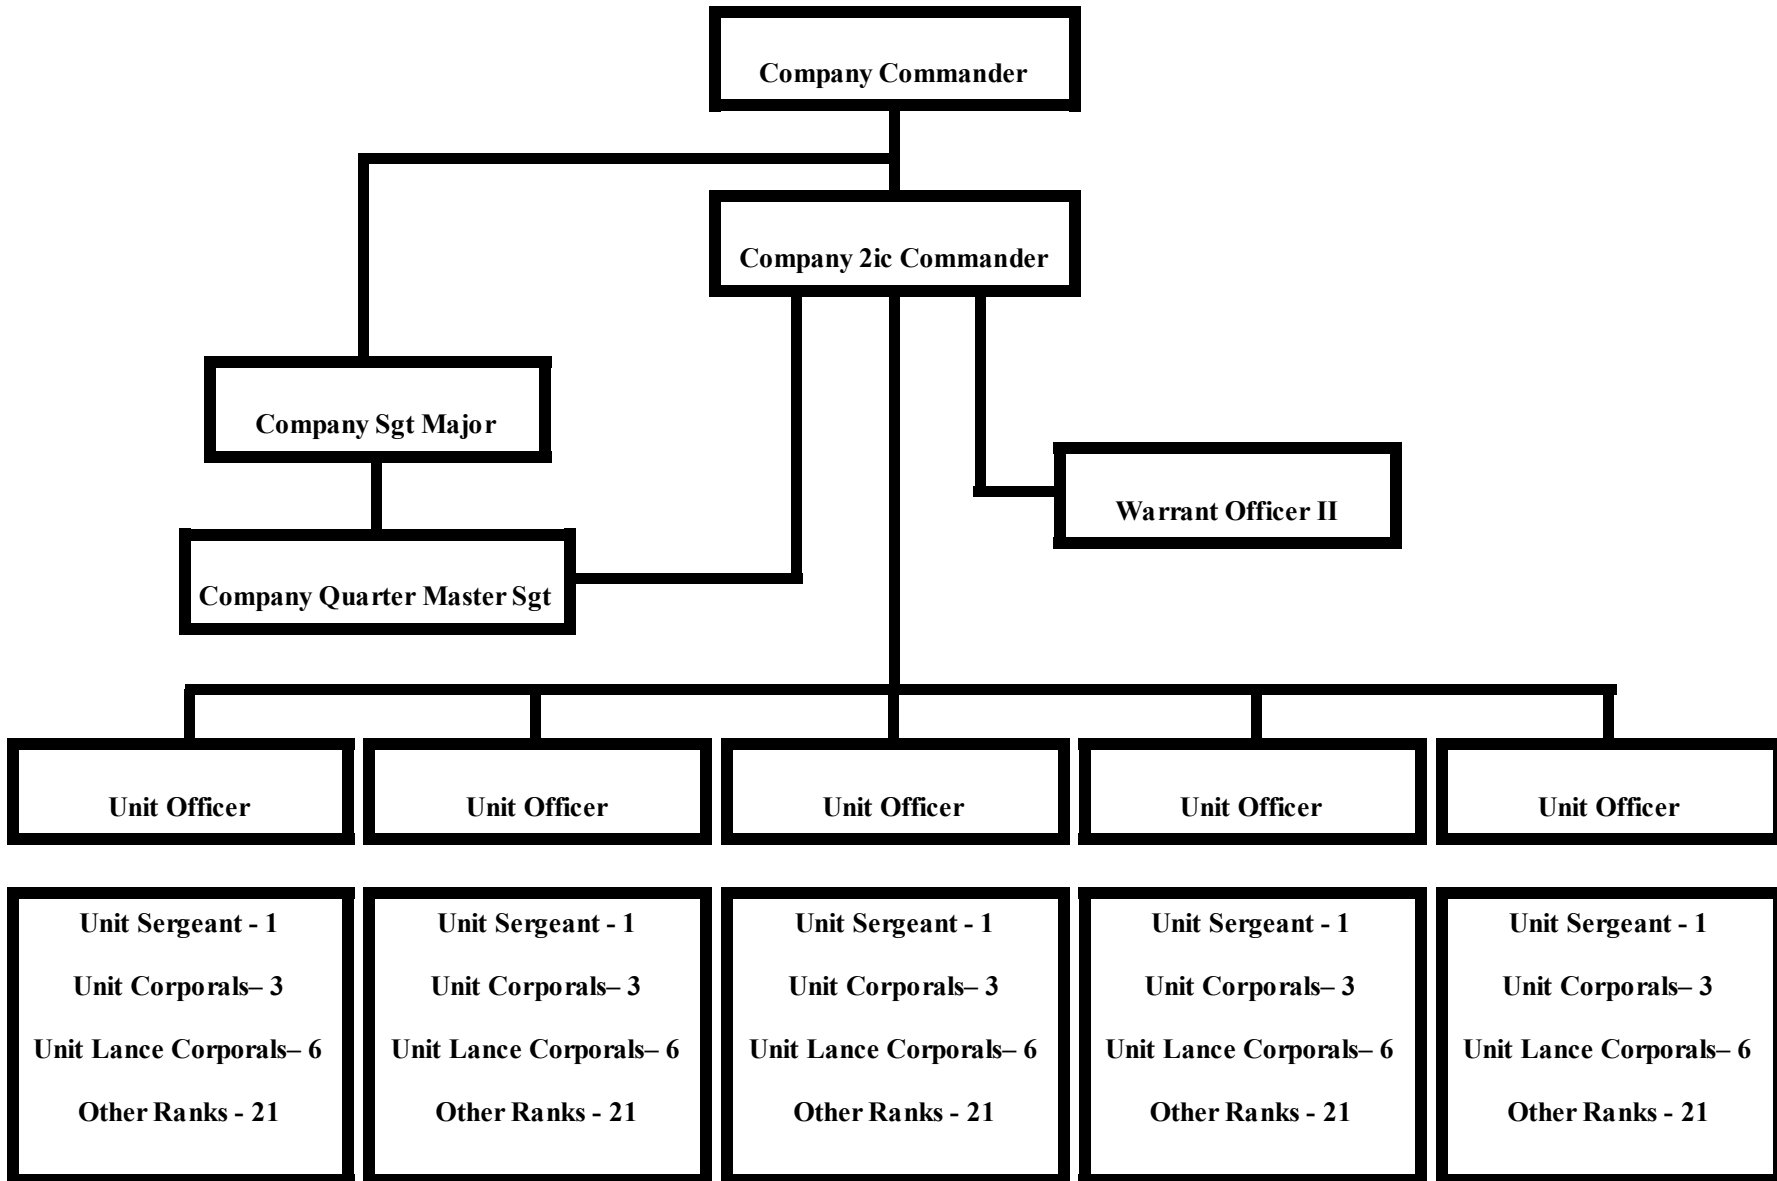 Company Commander
Company 2ic Commander
Company Sgt Major
Warrant Officer II
Company Quarter Master Sgt
Unit Officer
Unit Officer
Unit Officer
Unit Officer
Unit Officer
Unit Sergeant - 1
Unit Corporals– 3
Unit Lance Corporals– 6
Other Ranks - 21
Unit Sergeant - 1
Unit Corporals– 3
Unit Lance Corporals– 6
Other Ranks - 21
Unit Sergeant - 1
Unit Corporals– 3
Unit Lance Corporals– 6
Other Ranks - 21
Unit Sergeant - 1
Unit Corporals– 3
Unit Lance Corporals– 6
Other Ranks - 21
Unit Sergeant - 1
Unit Corporals– 3
Unit Lance Corporals– 6
Other Ranks - 21